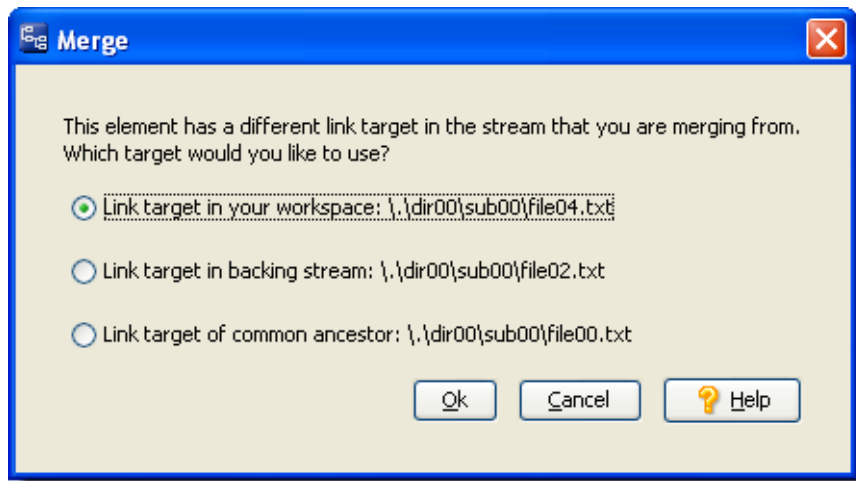 Merge
This element has a different link target in the stream that you are merging from.
Which target would you like to use?
Link target in your workspace: \.\dir00\sub00\file04.txt
Link target in backing stream: \.\dir00\sub00\file02.txt
Link target of common ancestor: \.\dir00\sub00\file00.txt
Ok Cancel Help